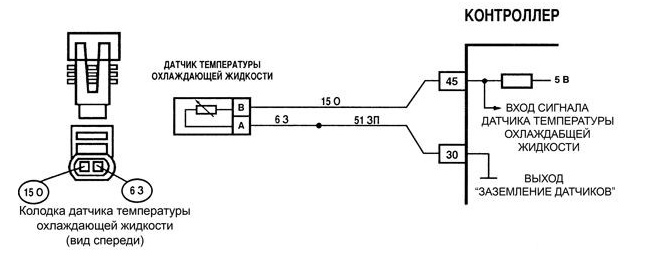 КОНТРОЛЛЕР
ДАТЧИК ТЕМПЕРАТУРЫ
ОХЛАЖДАЮЩЕЙ ЖИДКОСТИ
В
А
15 О
6 З
51 ЗП
45
30
5 В
ВХОД СИГНАЛА
ДАТЧИКА ТЕМПЕРАТУРЫ
ОХЛАЖДАБЩЕЙ
ЖИДКОСТИ
ВЫХОД
“ЗАЗЕМЛЕНИЕ ДАТЧИКОВ”
15 О
6 З
Колодка датчика температуры
охлаждающей жидкости
(вид спереди)